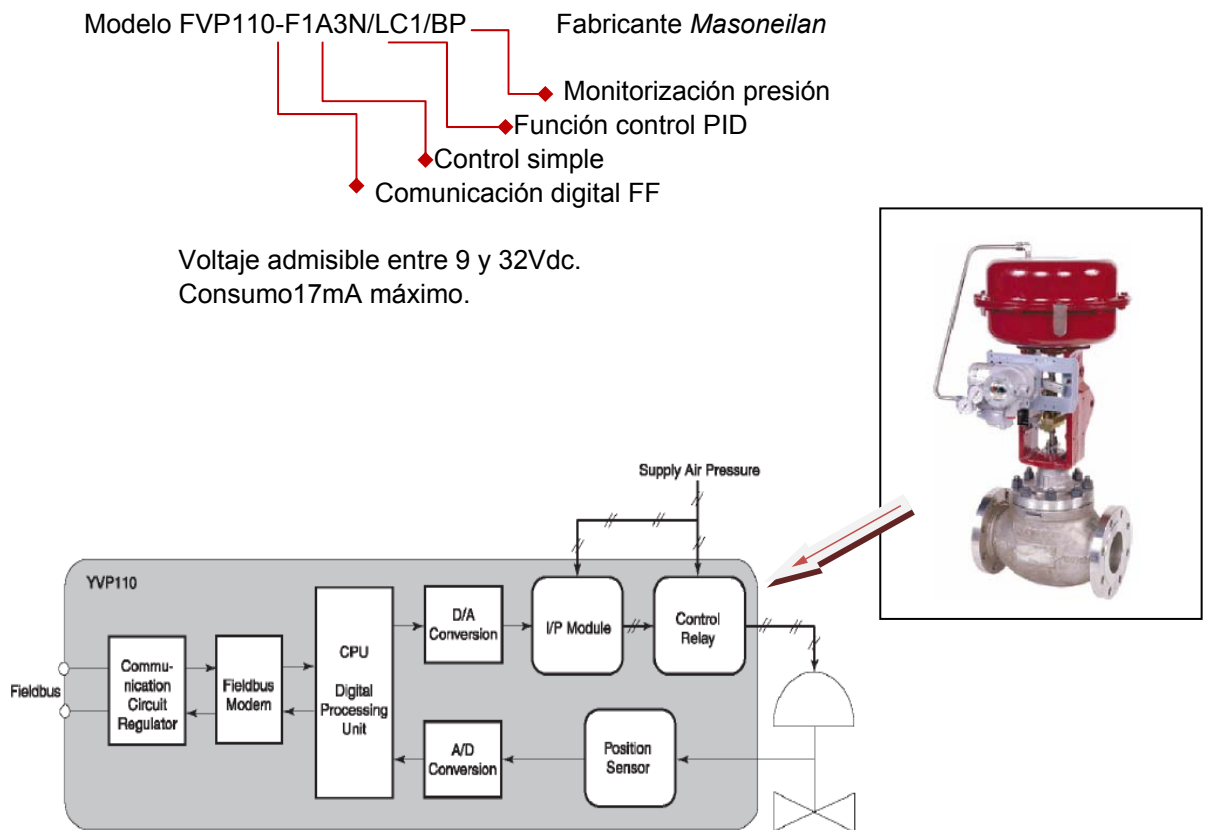 Modelo FVP110-F1A3N/LC1/BP Fabricante Masoneilan
Monitorización presión
Función control PID
Control simple
Comunicación digital FF
Voltaje admisible entre 9 y 32Vdc.
Consumo17mA máximo.
Supply Air Pressure
YVP110
Fieldbus
Commu-
nication
Circuit
Regulator
Fieldbus
Modem
CPU
Digital
Processing
Unit
D/A
Conversion
I/P Module
Control
Relay
A/D
Conversion
Position
Sensor